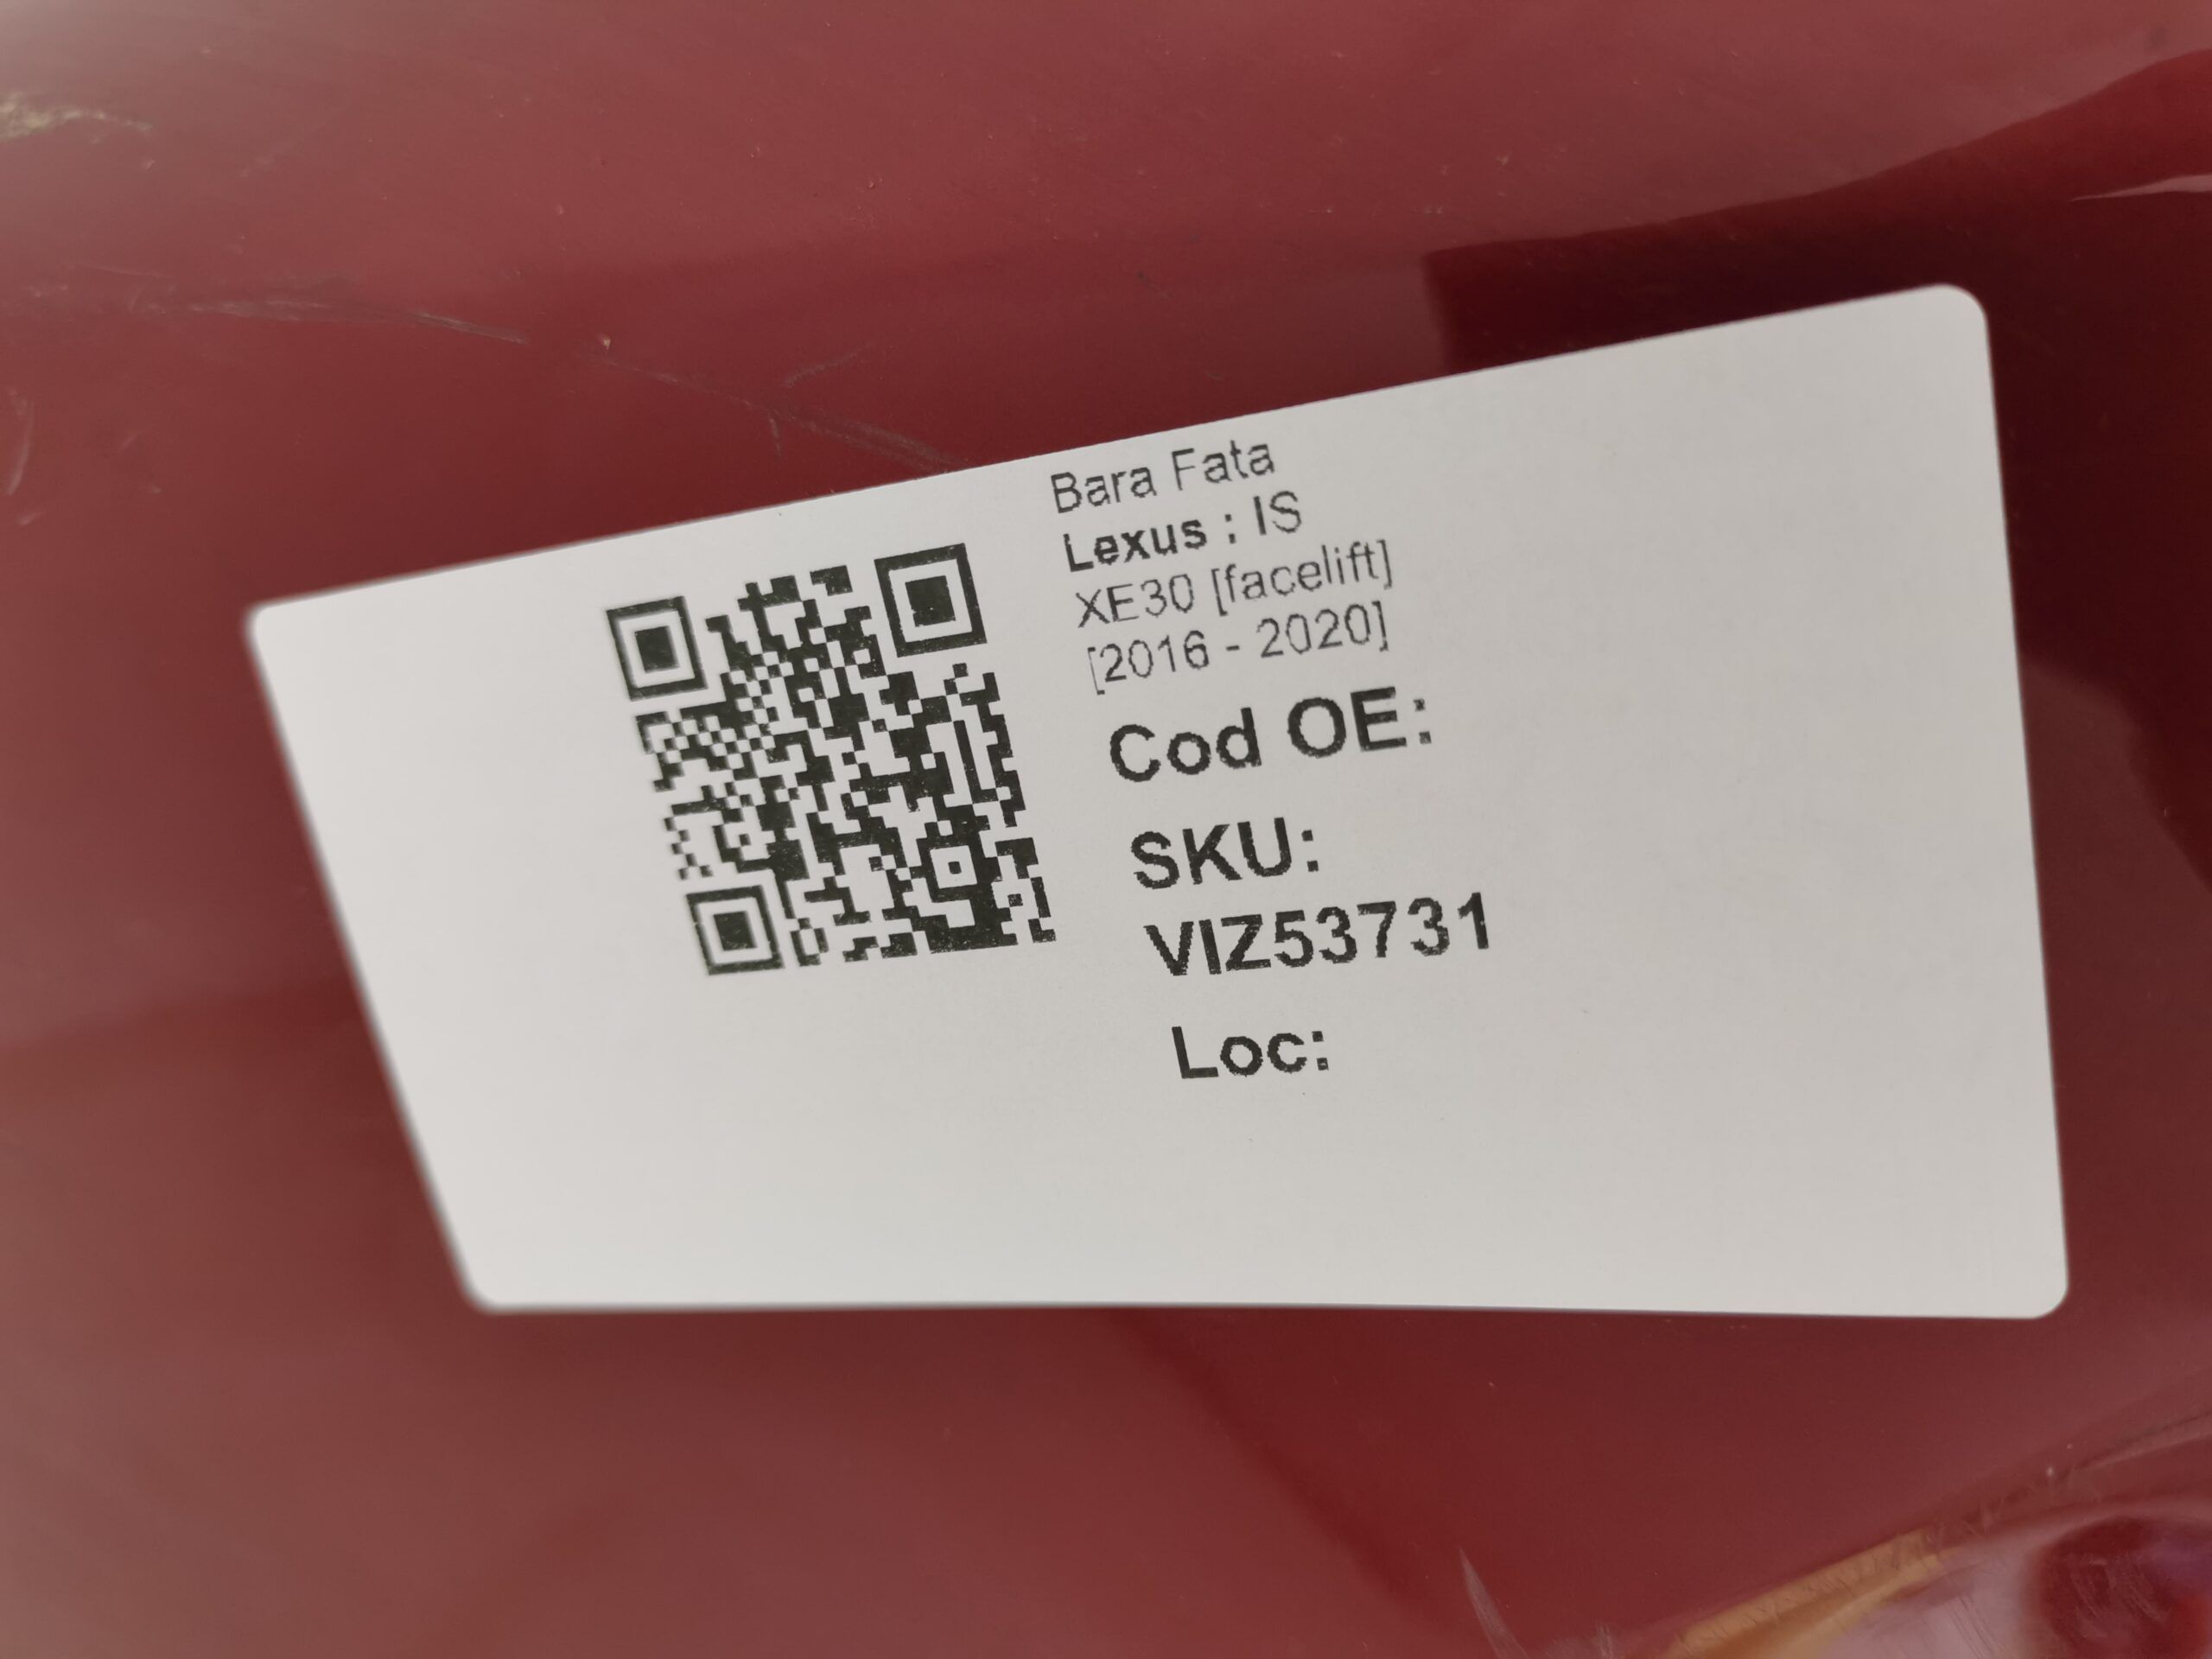 Bara Fata
Lexus : IS
XE30 [facelift]
[2016 - 2020]
Cod OE:
SKU:
VIZ53731
Loc: